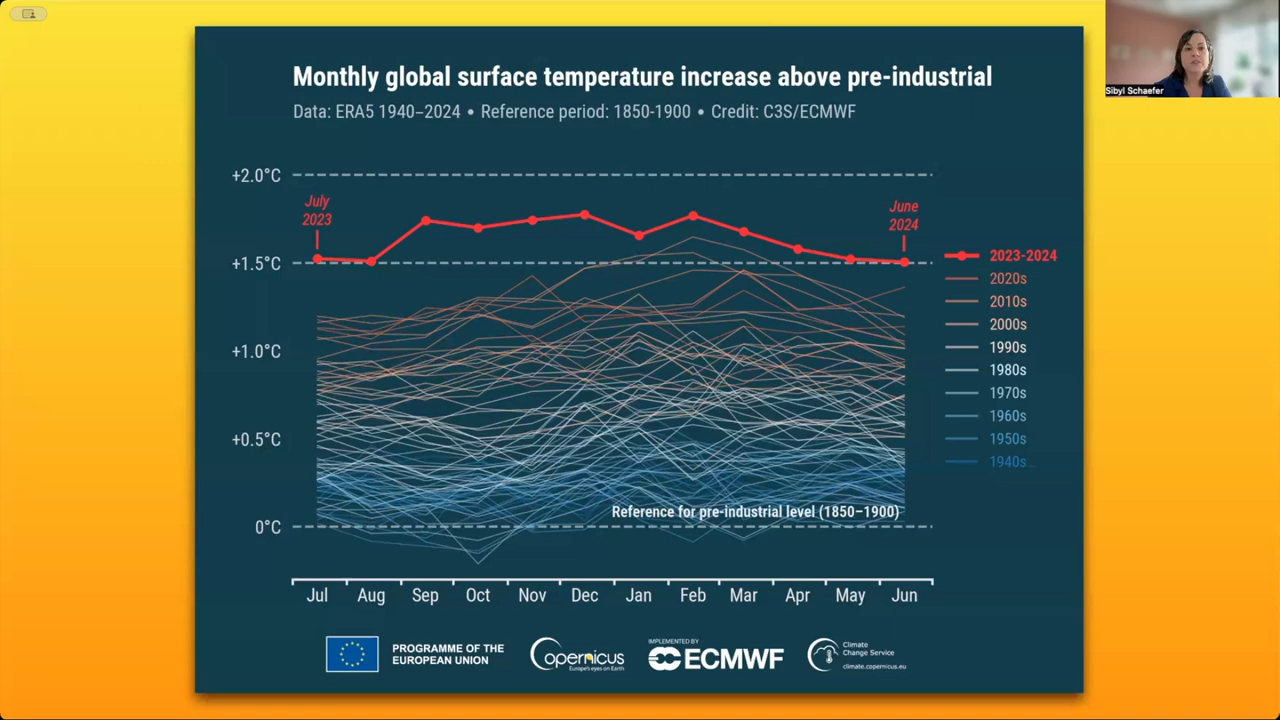 Sibyl Schaefer
Monthly global surface temperature increase above pre-industrial
Data: ERA5 1940–2024 • Reference period: 1850-1900 • Credit: C3S/ECMWF
+2.0°C
July
2023
June
2024
+1.5°C
+1.0°C
+0.5°C
0°C
2023-2024
2020s
2010s
2000s
1990s
1980s
1970s
1960s
1950s
1940s
Reference for pre-industrial level (1850–1900)
Jul Aug Sep Oct Nov Dec Jan Feb Mar Apr May Jun
PROGRAMME OF THE
EUROPEAN UNION
Copernicus
Europe's eyes on Earth
IMPLEMENTED BY
ECMWF
Climate
Change Service
climate.copernicus.eu